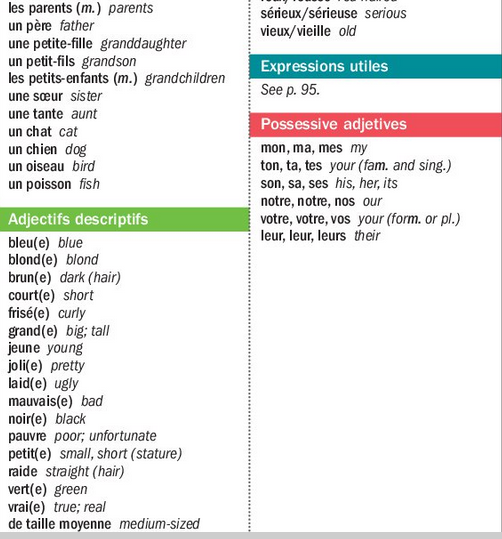 les parents (m.) parents
un père father
une petite-fille granddaughter
un petit-fils grandson
les petits-enfants (m.) grandchildren
une sœur sister
une tante aunt
un chat cat
un chien dog
un oiseau bird
un poisson fish
Adjectifs descriptifs
bleu(e) blue
blond(e) blond
brun(e) dark (hair)
court(e) short
frisé(e) curly
grand(e) big; tall
jeune young
joli(e) pretty
laid(e) ugly
mauvais(e) bad
noir(e) black
pauvre poor; unfortunate
petit(e) small, short (stature)
raide straight (hair)
vert(e) green
vrai(e) true; real
de taille moyenne medium-sized
sérieux/sérieuse serious
vieux/vieille old
Expressions utiles
See p. 95.
Possessive adjetives
mon, ma, mes my
ton, ta, tes your (fam. and sing.)
son, sa, ses his, her, its
notre, notre, nos our
votre, votre, vos your (form. or pl.)
leur, leur, leurs their